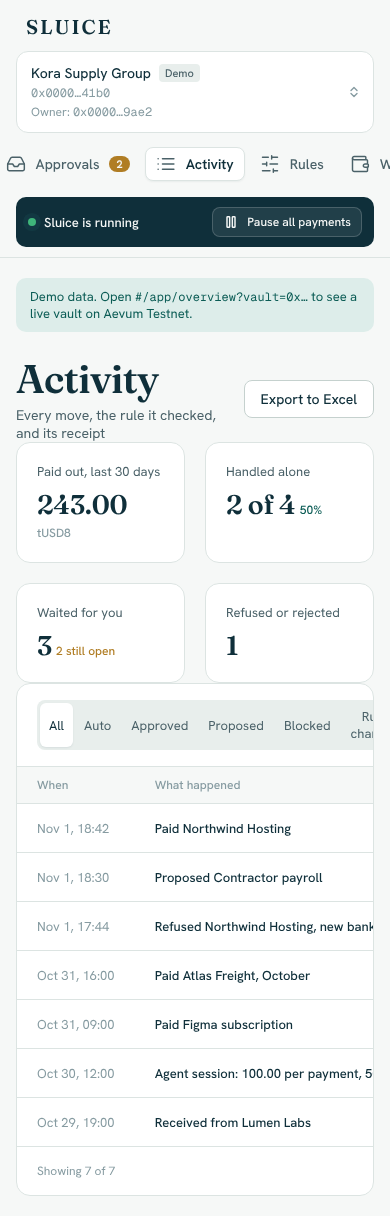 SLUICE
Kora Supply Group Demo
0x0000…41b0
Owner: 0x0000…9ae2
Approvals 2 Activity Rules W
Sluice is running Pause all payments
Demo data. Open #/app/overview?vault=0x… to see a
live vault on Aevum Testnet.
Activity
Export to Excel
Every move, the rule it checked,
and its receipt
Paid out, last 30 days
243.00
tUSD8
Handled alone
2 of 4 50%
Waited for you
3 2 still open
Refused or rejected
1
All Auto Approved Proposed Blocked
When What happened
Nov 1, 18:42 Paid Northwind Hosting
Nov 1, 18:30 Proposed Contractor payroll
Nov 1, 17:44 Refused Northwind Hosting, new bank
Oct 31, 16:00 Paid Atlas Freight, October
Oct 31, 09:00 Paid Figma subscription
Oct 30, 12:00 Agent session: 100.00 per payment, 5
Oct 29, 19:00 Received from Lumen Labs
Showing 7 of 7